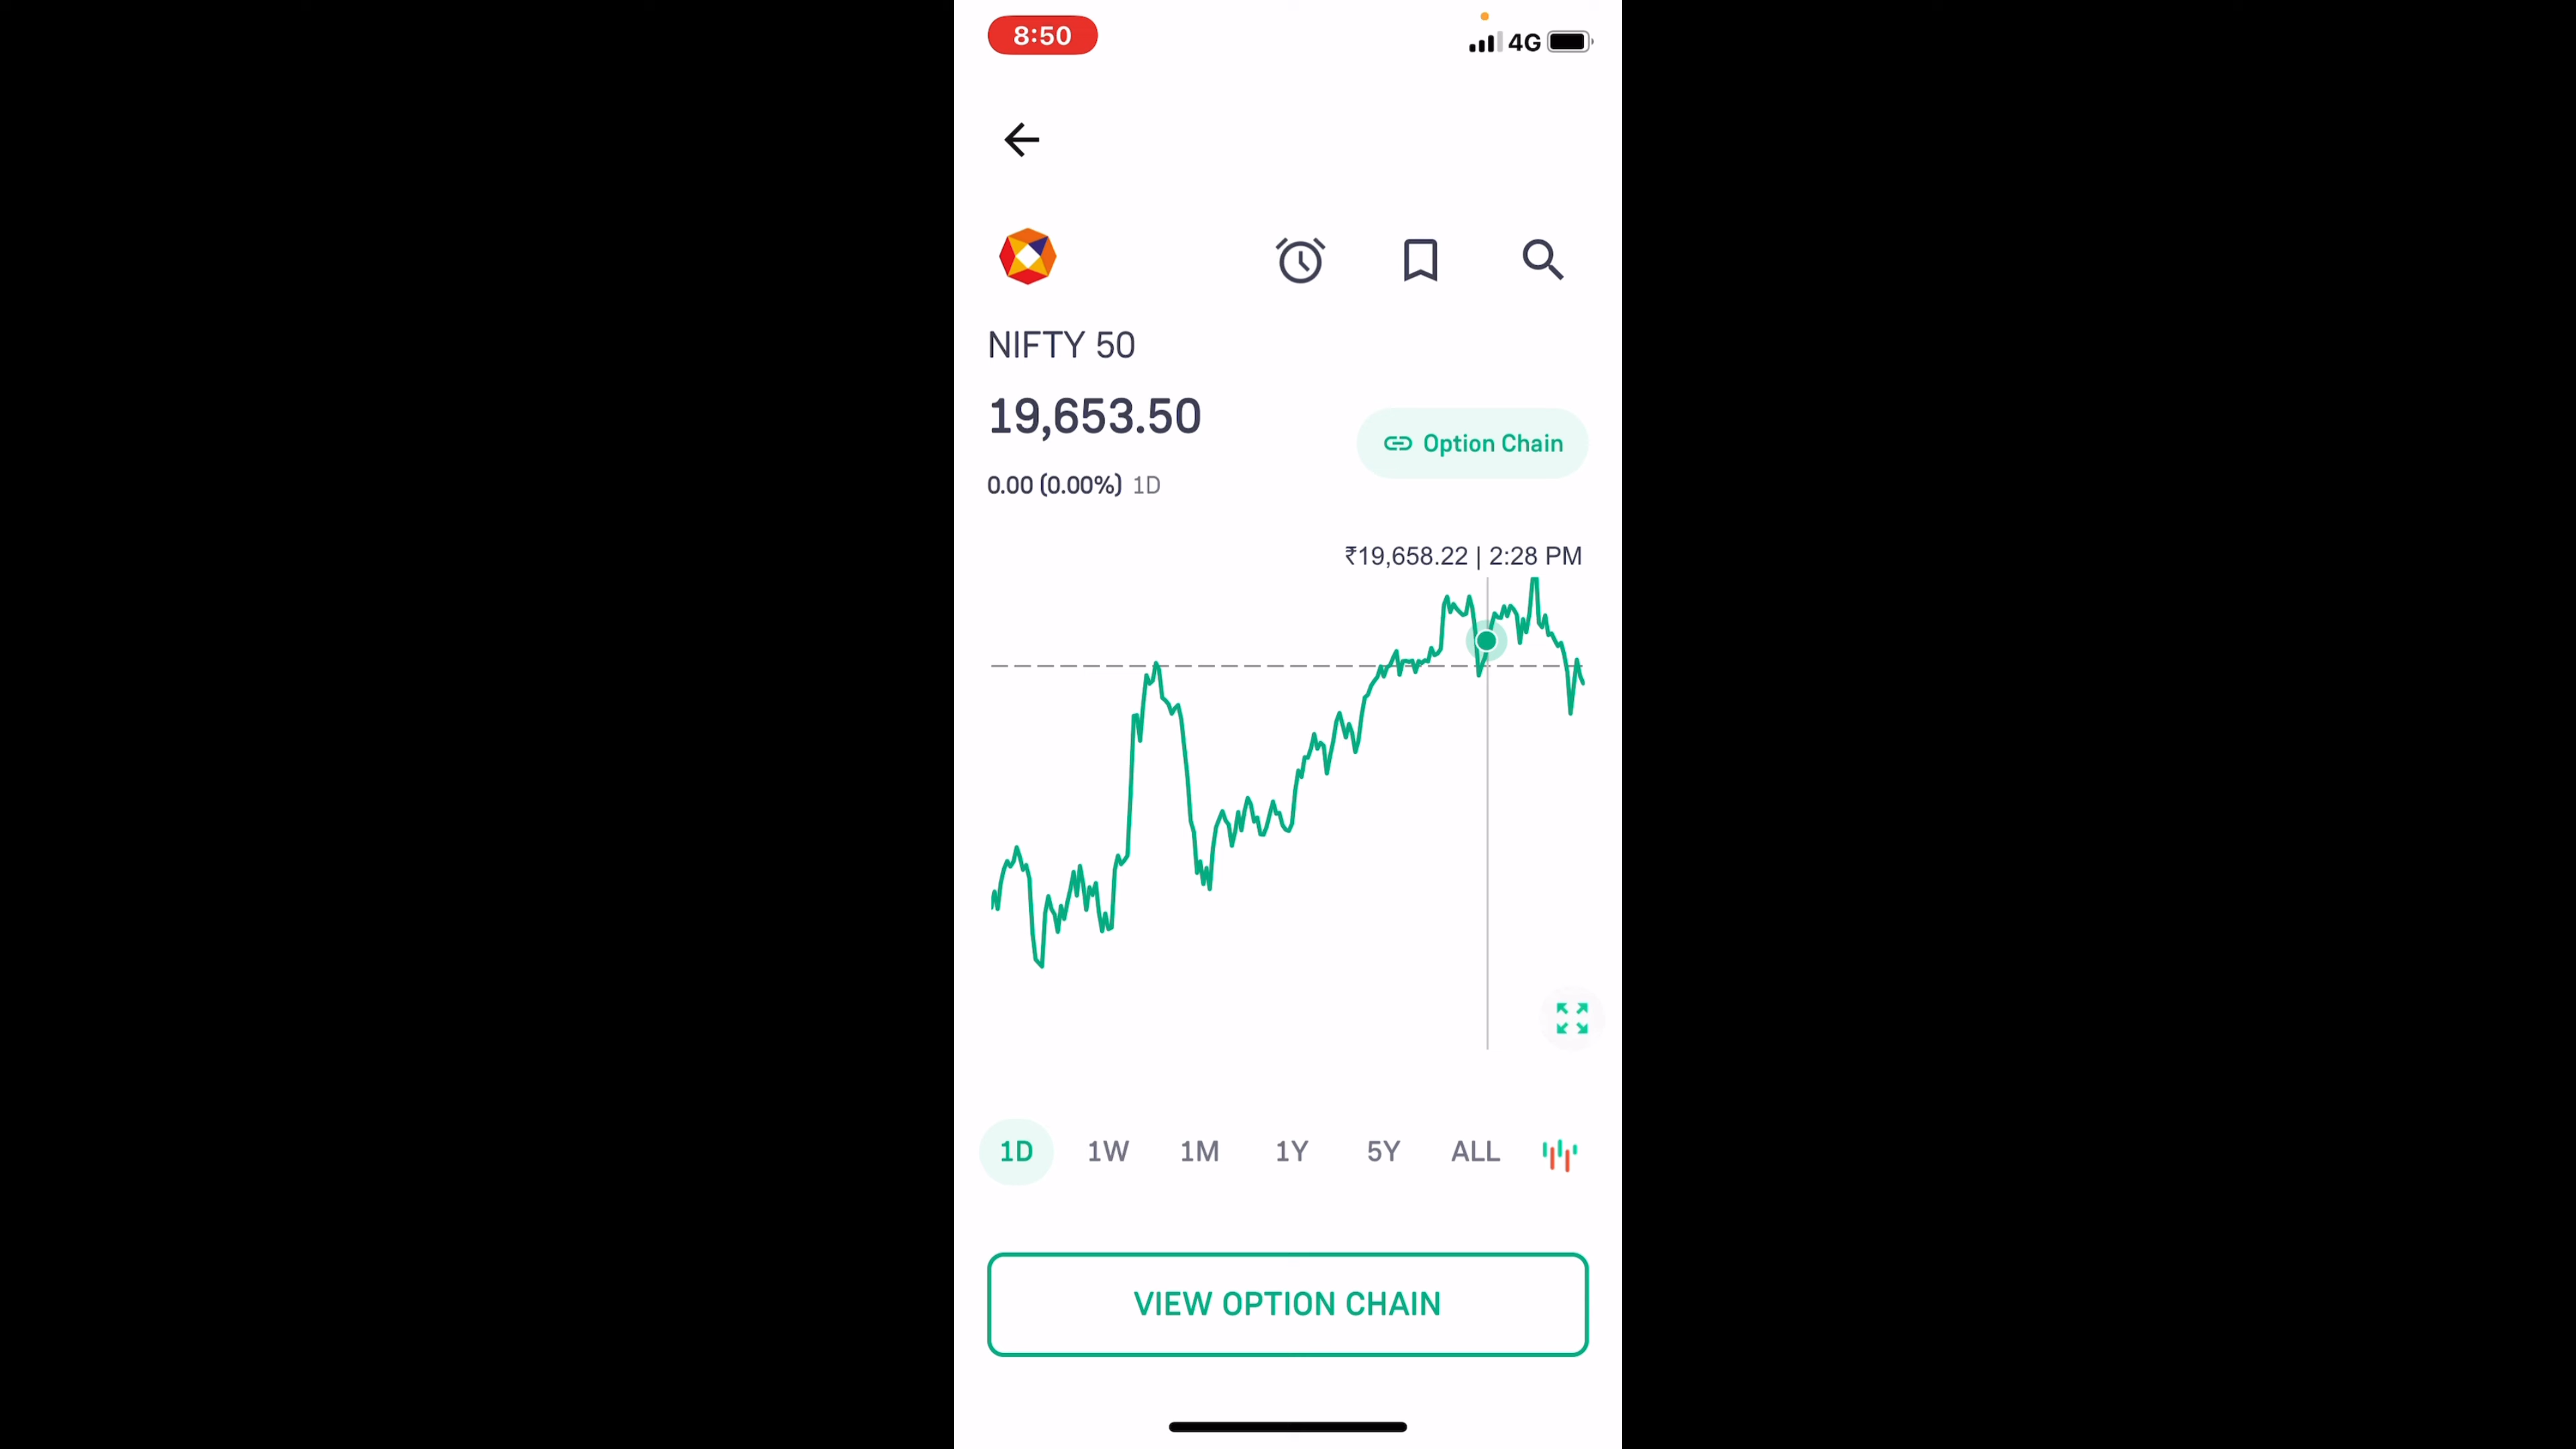 8:50
4G
NIFTY 50
19,653.50
Option Chain
0.00 (0.00%) 1D
₹19,658.22 | 2:28 PM
1D 1W 1M 1Y 5Y ALL
VIEW OPTION CHAIN